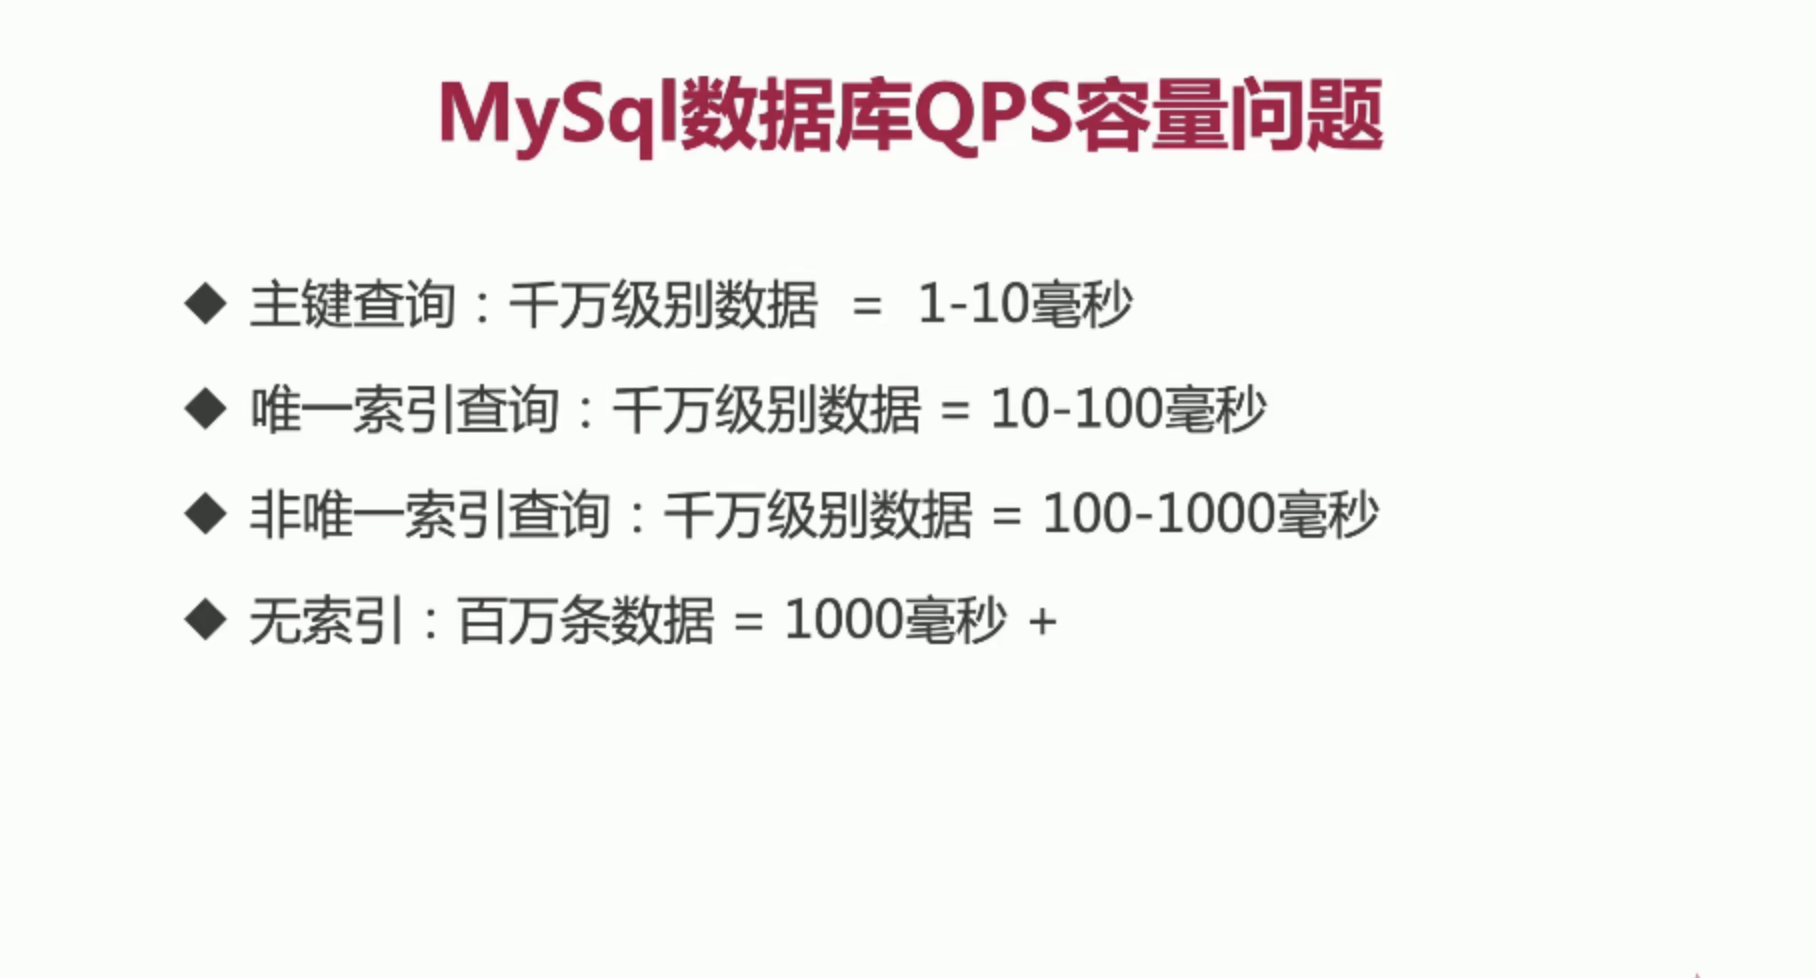 MySql数据库QPS容量问题
◆ 主键查询：千万级别数据 = 1-10毫秒
◆ 唯一索引查询：千万级别数据 = 10-100毫秒
◆ 非唯一索引查询：千万级别数据 = 100-1000毫秒
◆ 无索引：百万条数据 = 1000毫秒 +